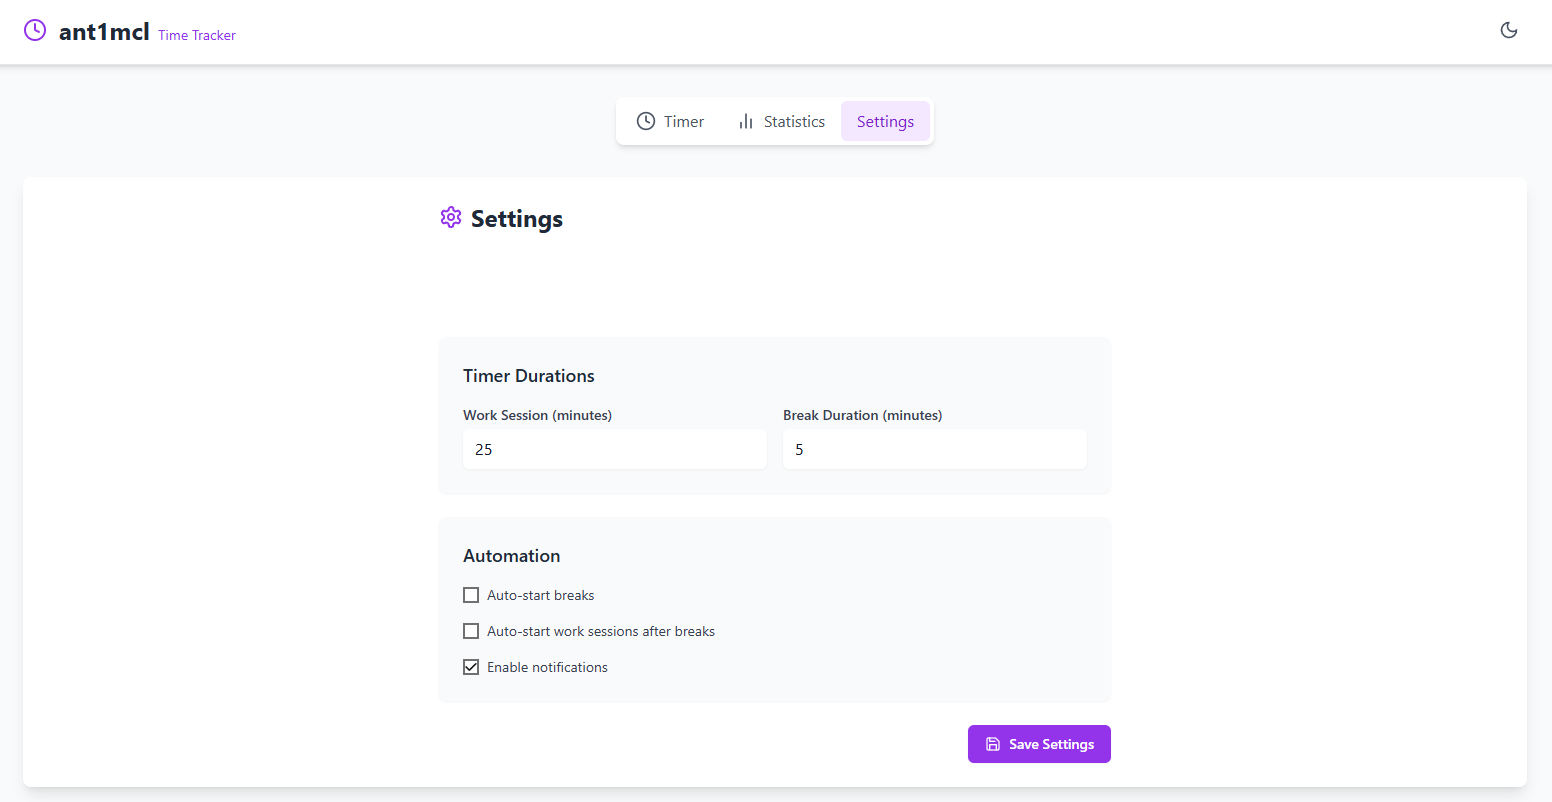 ant1mcl Time Tracker
Timer Statistics Settings
Settings
Timer Durations
Work Session (minutes) Break Duration (minutes)
25 5
Automation
Auto-start breaks
Auto-start work sessions after breaks
Enable notifications
Save Settings